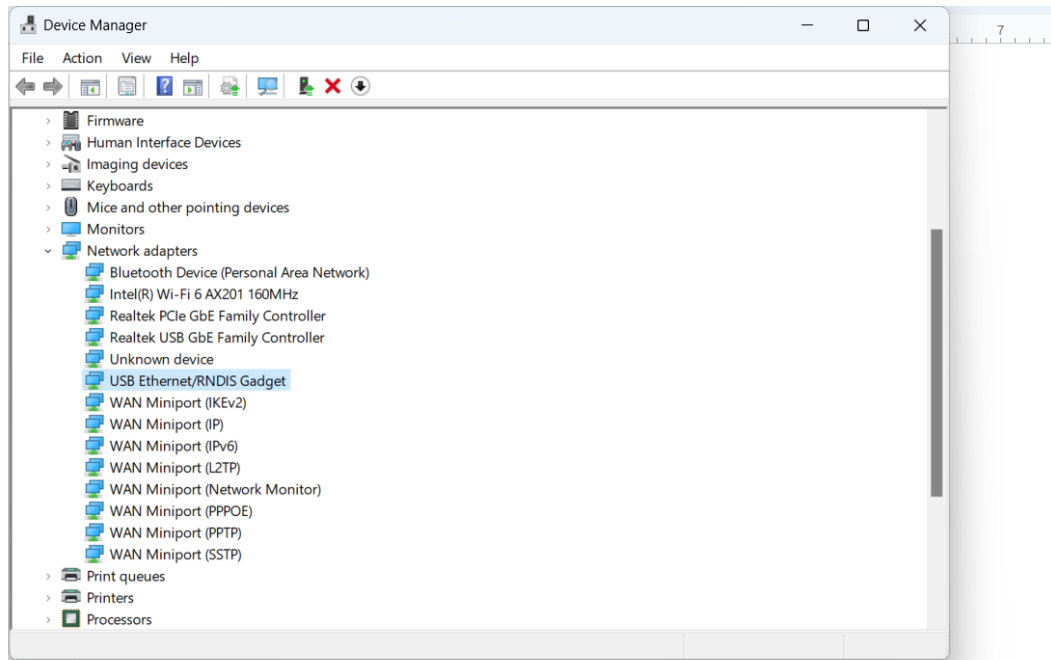 Device Manager
7
File Action View Help
Firmware
Human Interface Devices
Imaging devices
Keyboards
Mice and other pointing devices
Monitors
Network adapters
Bluetooth Device (Personal Area Network)
Intel(R) Wi-Fi 6 AX201 160MHz
Realtek PCIe GbE Family Controller
Realtek USB GbE Family Controller
Unknown device
USB Ethernet/RNDIS Gadget
WAN Miniport (IKEv2)
WAN Miniport (IP)
WAN Miniport (IPv6)
WAN Miniport (L2TP)
WAN Miniport (Network Monitor)
WAN Miniport (PPPOE)
WAN Miniport (PPTP)
WAN Miniport (SSTP)
Print queues
Printers
Processors